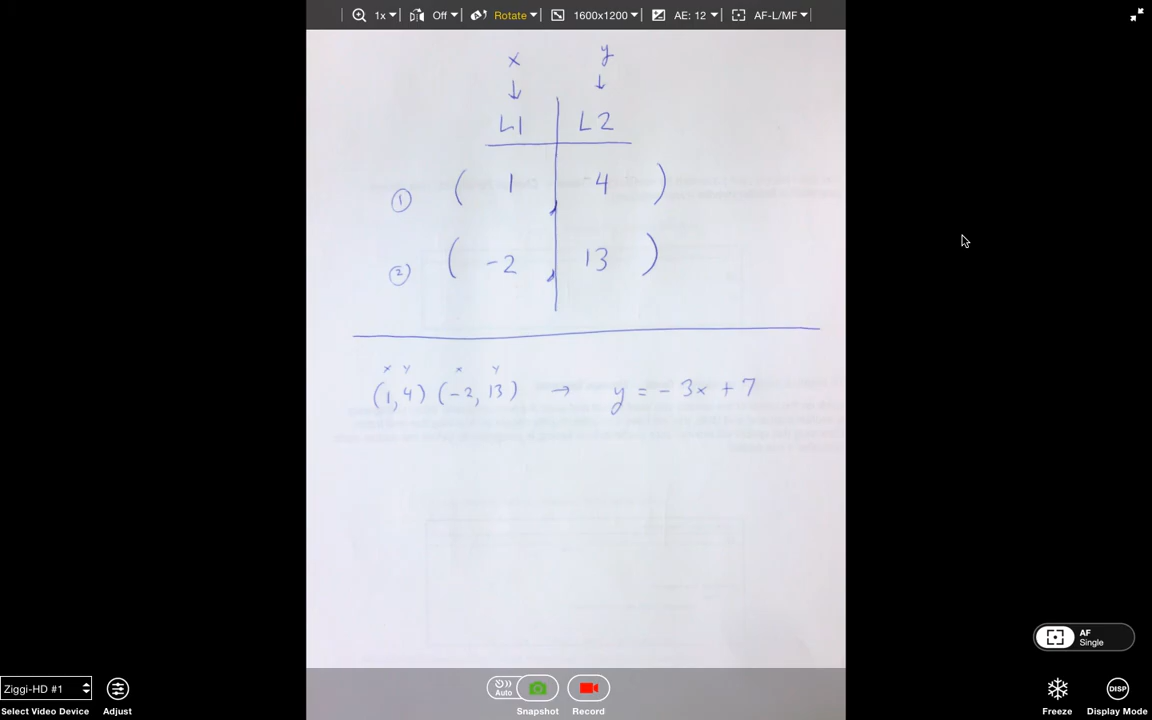 1x Off Rotate 1600x1200 AE: 12 AF-L/MF
x y
↓ ↓
L1 L2
① ( 1 , 4 )
② ( -2 , 13 )
x y x y
(1,4) (-2, 13) → y = - 3x + 7
AF
Single
Ziggi-HD #1
Auto
DISP
Select Video Device Adjust Snapshot Record Freeze Display Mode